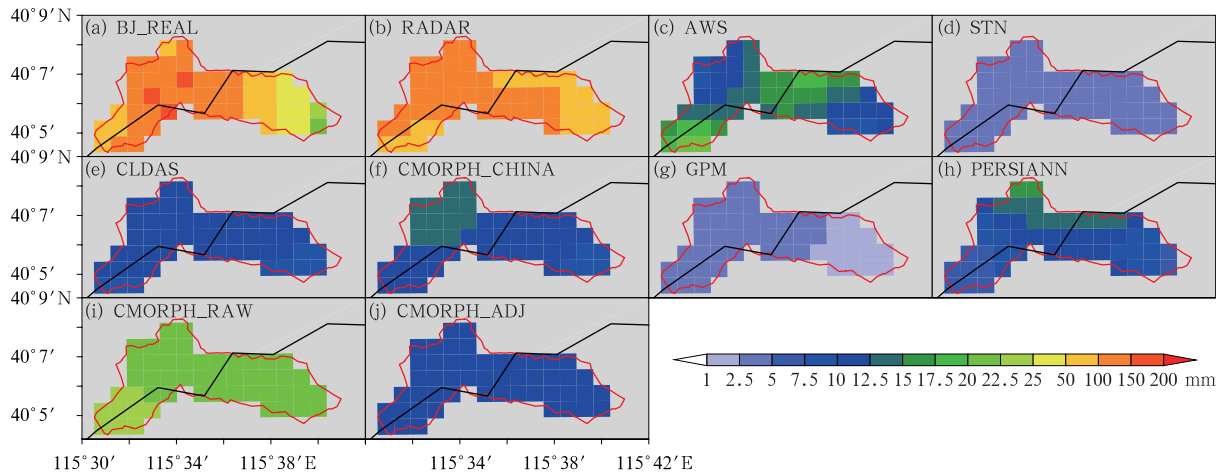 40°9′N
(a) BJ_REAL
(b) RADAR
(c) AWS
(d) STN
40°7′
40°5′
40°9′N
(e) CLDAS
(f) CMORPH_CHINA
(g) GPM
(h) PERSIANN
40°7′
40°5′
40°9′N
(i) CMORPH_RAW
(j) CMORPH_ADJ
40°7′
40°5′
1 2.5 5 7.5 10 12.5 15 17.5 20 22.5 25 50 100 150 200 mm
115°30′ 115°34′ 115°38′E 115°34′ 115°38′ 115°42′E